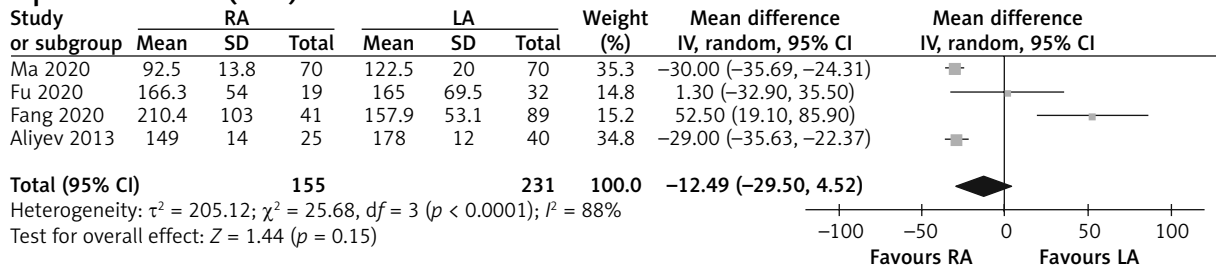 Study RA LA Weight Mean difference Mean difference
or subgroup Mean SD Total Mean SD Total (%) IV, random, 95% CI IV, random, 95% CI
Ma 2020 92.5 13.8 70 122.5 20 70 35.3 −30.00 (−35.69, −24.31)
Fu 2020 166.3 54 19 165 69.5 32 14.8 1.30 (−32.90, 35.50)
Fang 2020 210.4 103 41 157.9 53.1 89 15.2 52.50 (19.10, 85.90)
Aliyev 2013 149 14 25 178 12 40 34.8 −29.00 (−35.63, −22.37)
Total (95% CI) 155 231 100.0 −12.49 (−29.50, 4.52)
Heterogeneity: τ² = 205.12; χ² = 25.68, df = 3 (p < 0.0001); I² = 88%
Test for overall effect: Z = 1.44 (p = 0.15)
−100 −50 0 50 100
Favours RA Favours LA